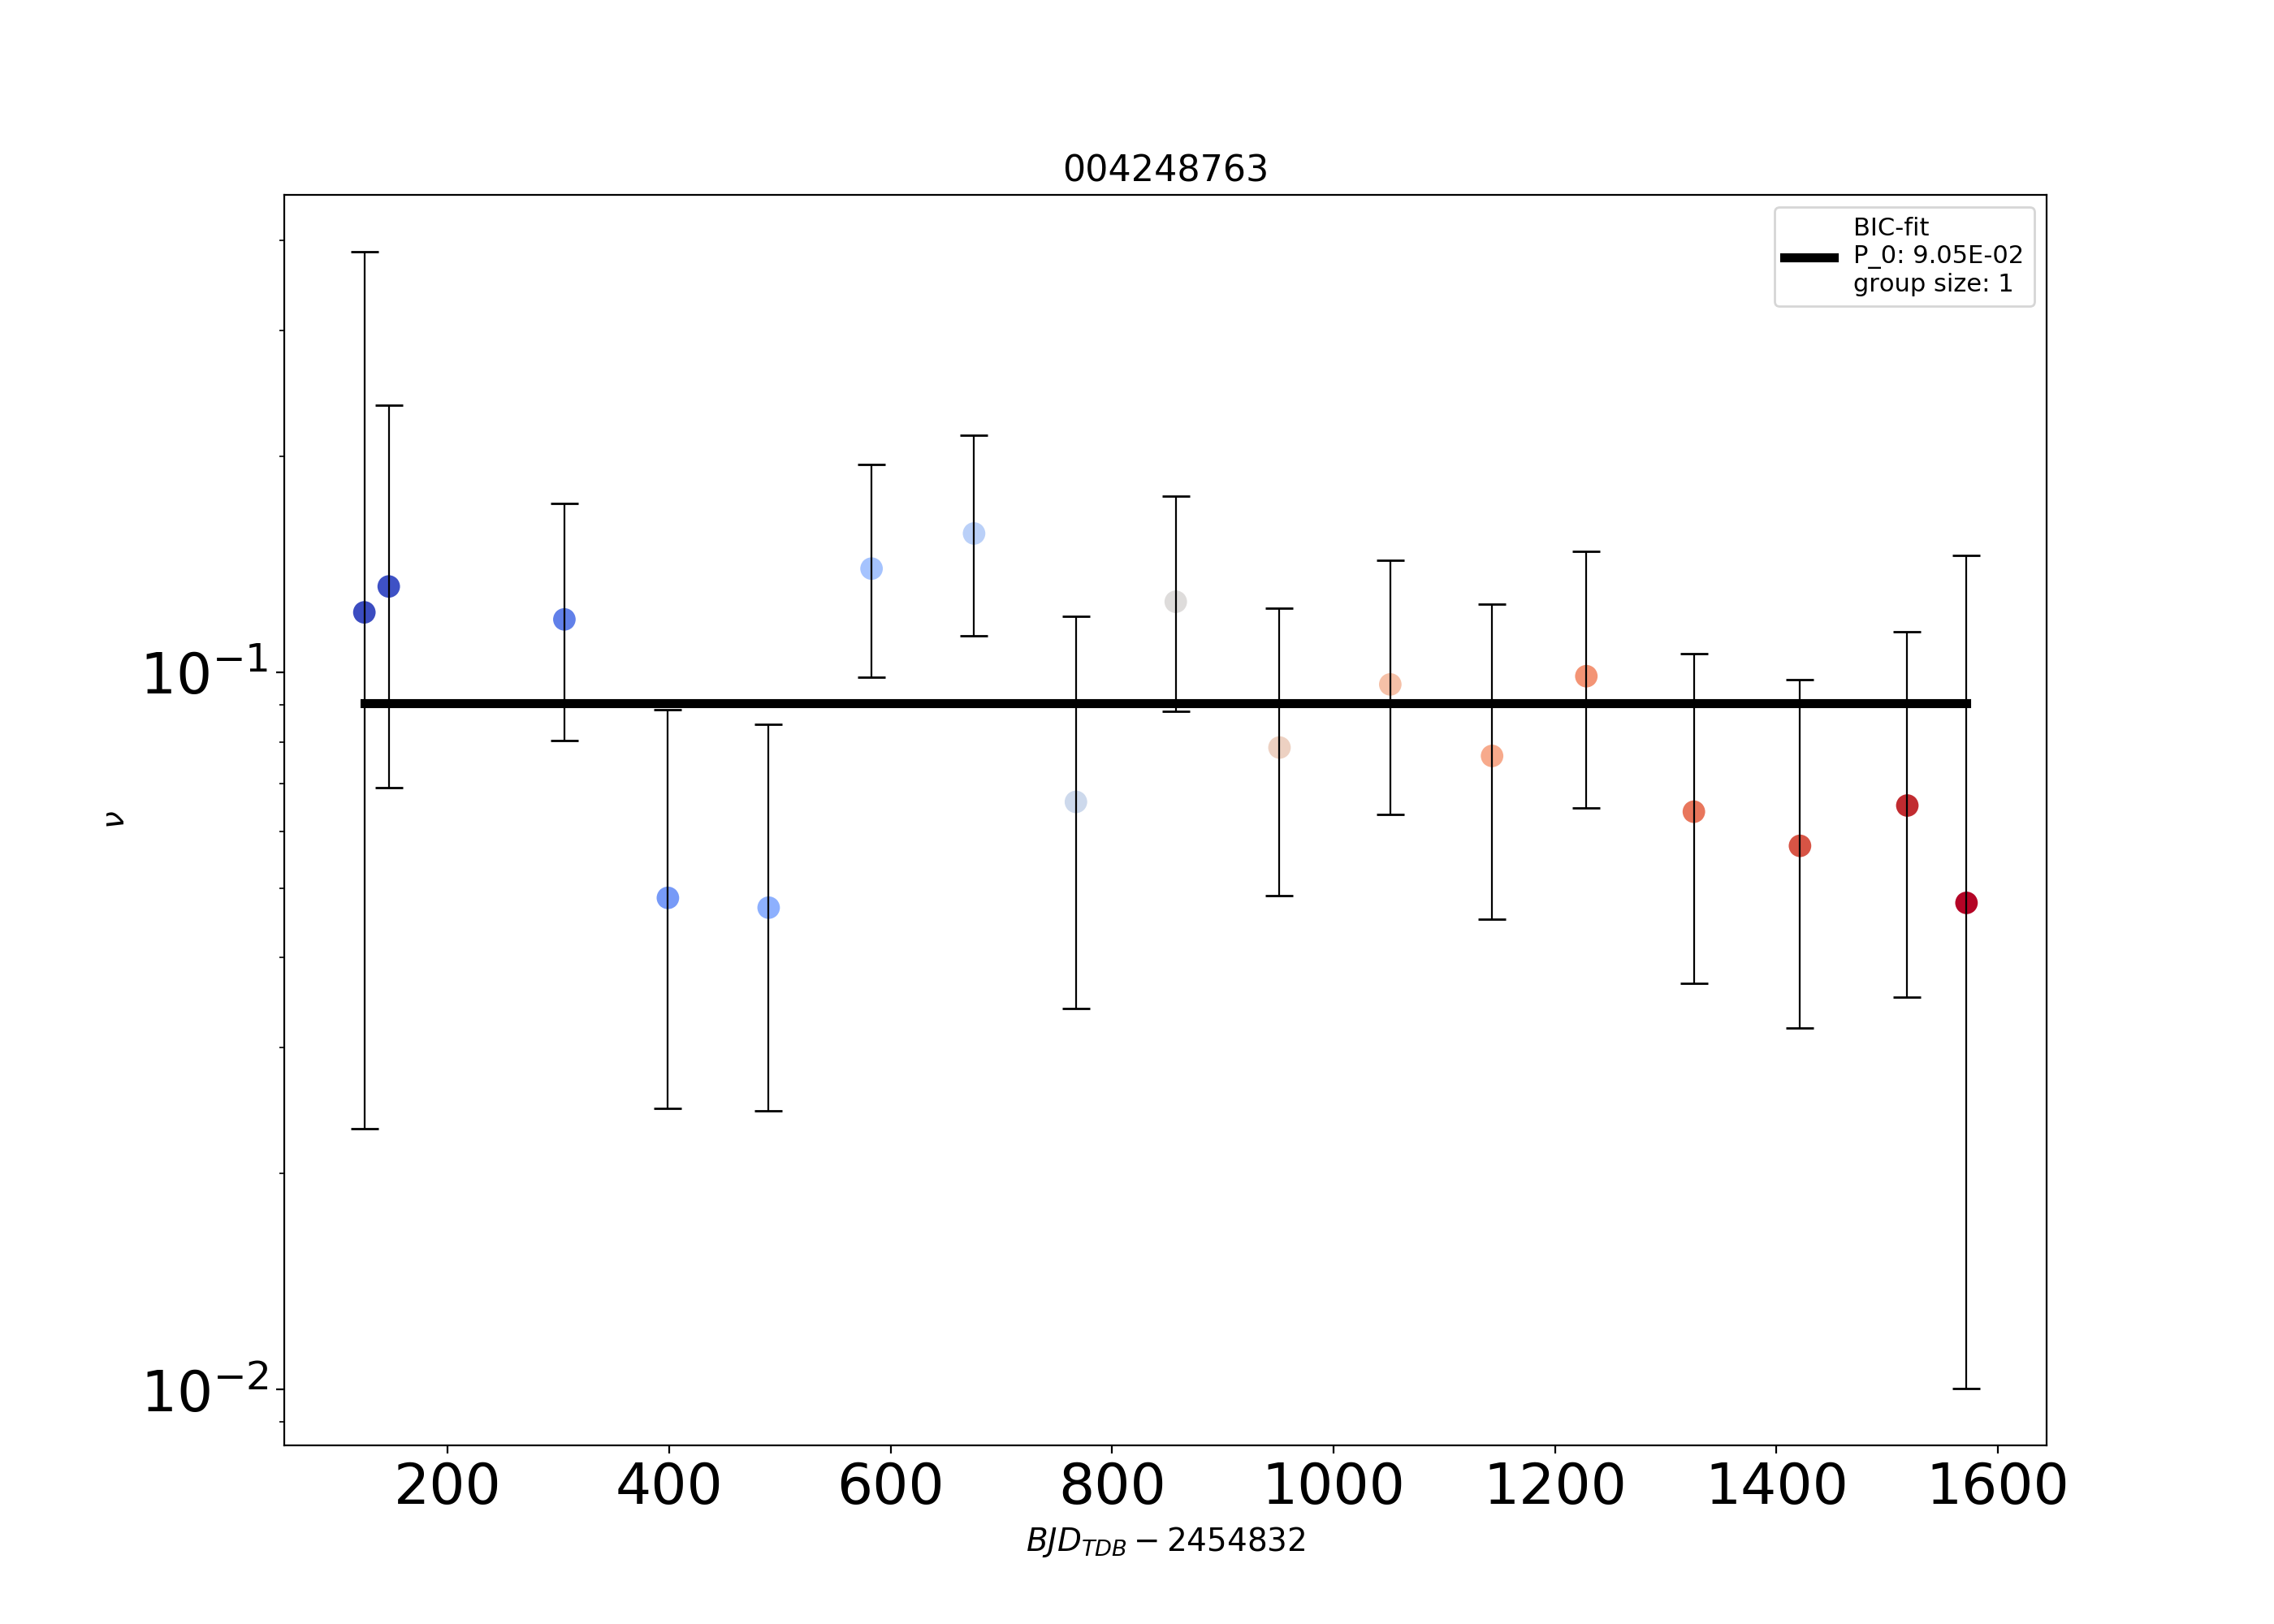 004248763
BIC-fit
P_0: 9.05E-02
group size: 1
10⁻¹
ν
10⁻²
200 400 600 800 1000 1200 1400 1600
BJD_TDB − 2454832